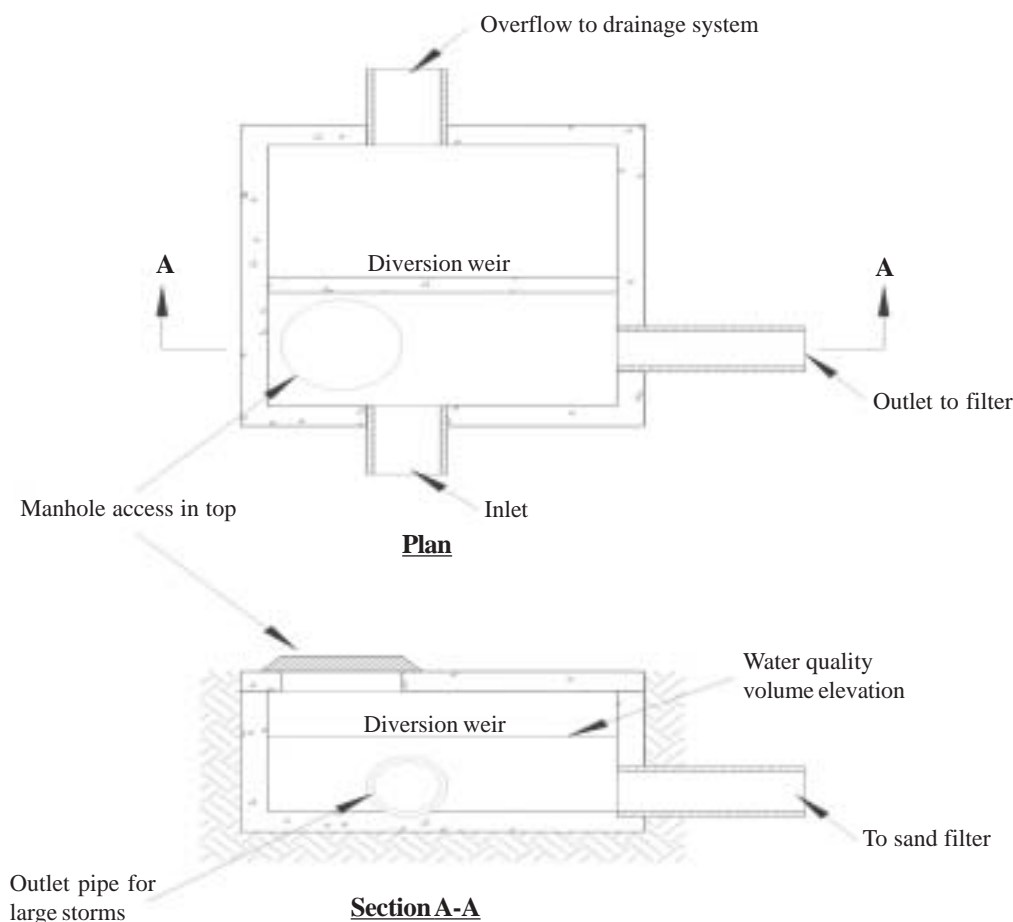 Overflow to drainage system
A
Diversion weir
A
Outlet to filter
Manhole access in top
Inlet
Plan
Water quality
volume elevation
Diversion weir
To sand filter
Outlet pipe for
large storms
Section A-A